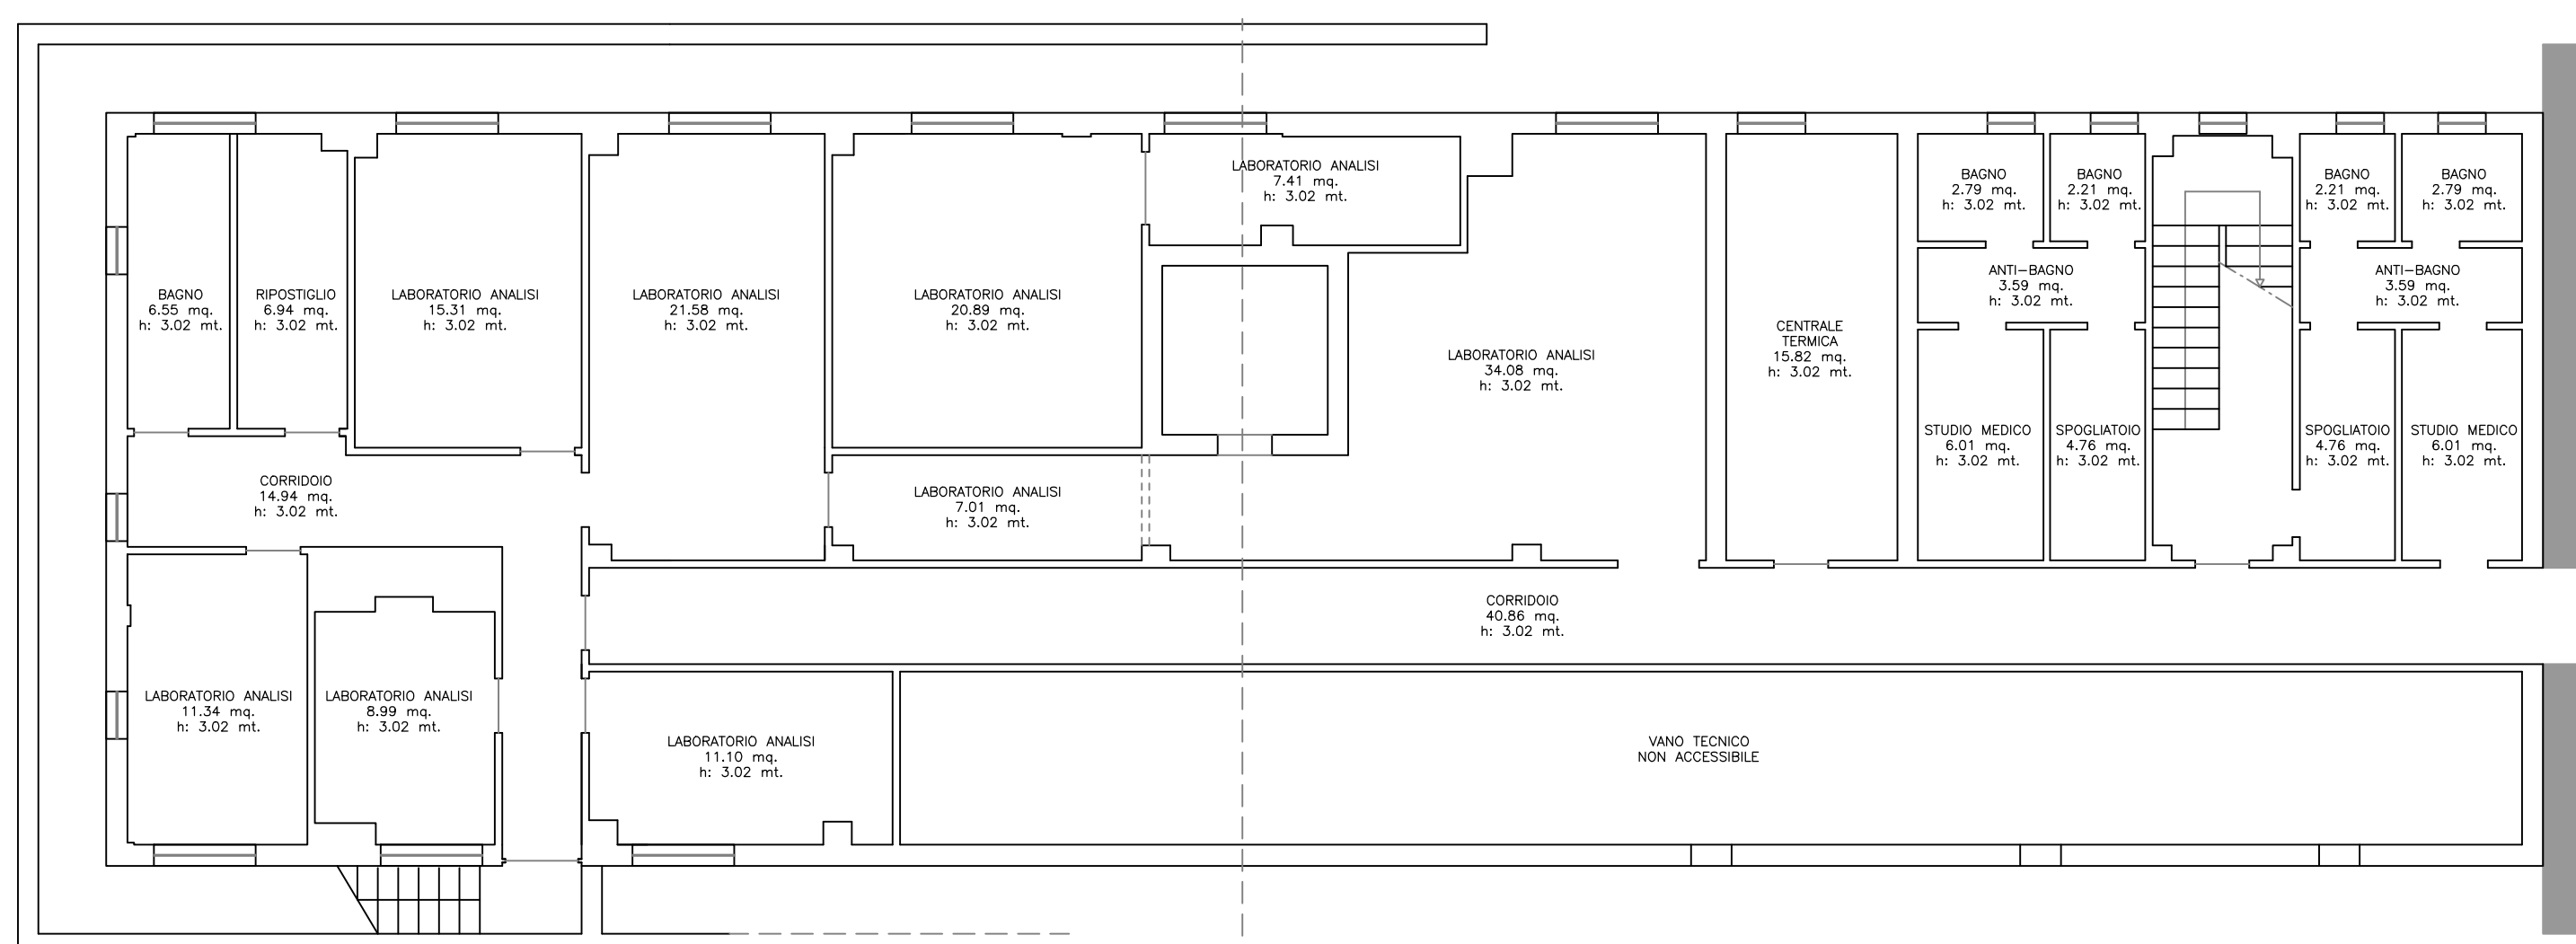 LABORATORIO ANALISI
7.41 mq.
h: 3.02 mt.
BAGNO
2.79 mq.
h: 3.02 mt.
BAGNO
2.21 mq.
h: 3.02 mt.
BAGNO
2.21 mq.
h: 3.02 mt.
BAGNO
2.79 mq.
h: 3.02 mt.
ANTI-BAGNO
3.59 mq.
h: 3.02 mt.
ANTI-BAGNO
3.59 mq.
h: 3.02 mt.
BAGNO
6.55 mq.
h: 3.02 mt.
RIPOSTIGLIO
6.94 mq.
h: 3.02 mt.
LABORATORIO ANALISI
15.31 mq.
h: 3.02 mt.
LABORATORIO ANALISI
21.58 mq.
h: 3.02 mt.
LABORATORIO ANALISI
20.89 mq.
h: 3.02 mt.
LABORATORIO ANALISI
34.08 mq.
h: 3.02 mt.
CENTRALE
TERMICA
15.82 mq.
h: 3.02 mt.
STUDIO MEDICO
6.01 mq.
h: 3.02 mt.
SPOGLIATOIO
4.76 mq.
h: 3.02 mt.
SPOGLIATOIO
4.76 mq.
h: 3.02 mt.
STUDIO MEDICO
6.01 mq.
h: 3.02 mt.
CORRIDOIO
14.94 mq.
h: 3.02 mt.
LABORATORIO ANALISI
7.01 mq.
h: 3.02 mt.
CORRIDOIO
40.86 mq.
h: 3.02 mt.
LABORATORIO ANALISI
11.34 mq.
h: 3.02 mt.
LABORATORIO ANALISI
8.99 mq.
h: 3.02 mt.
LABORATORIO ANALISI
11.10 mq.
h: 3.02 mt.
VANO TECNICO
NON ACCESSIBILE